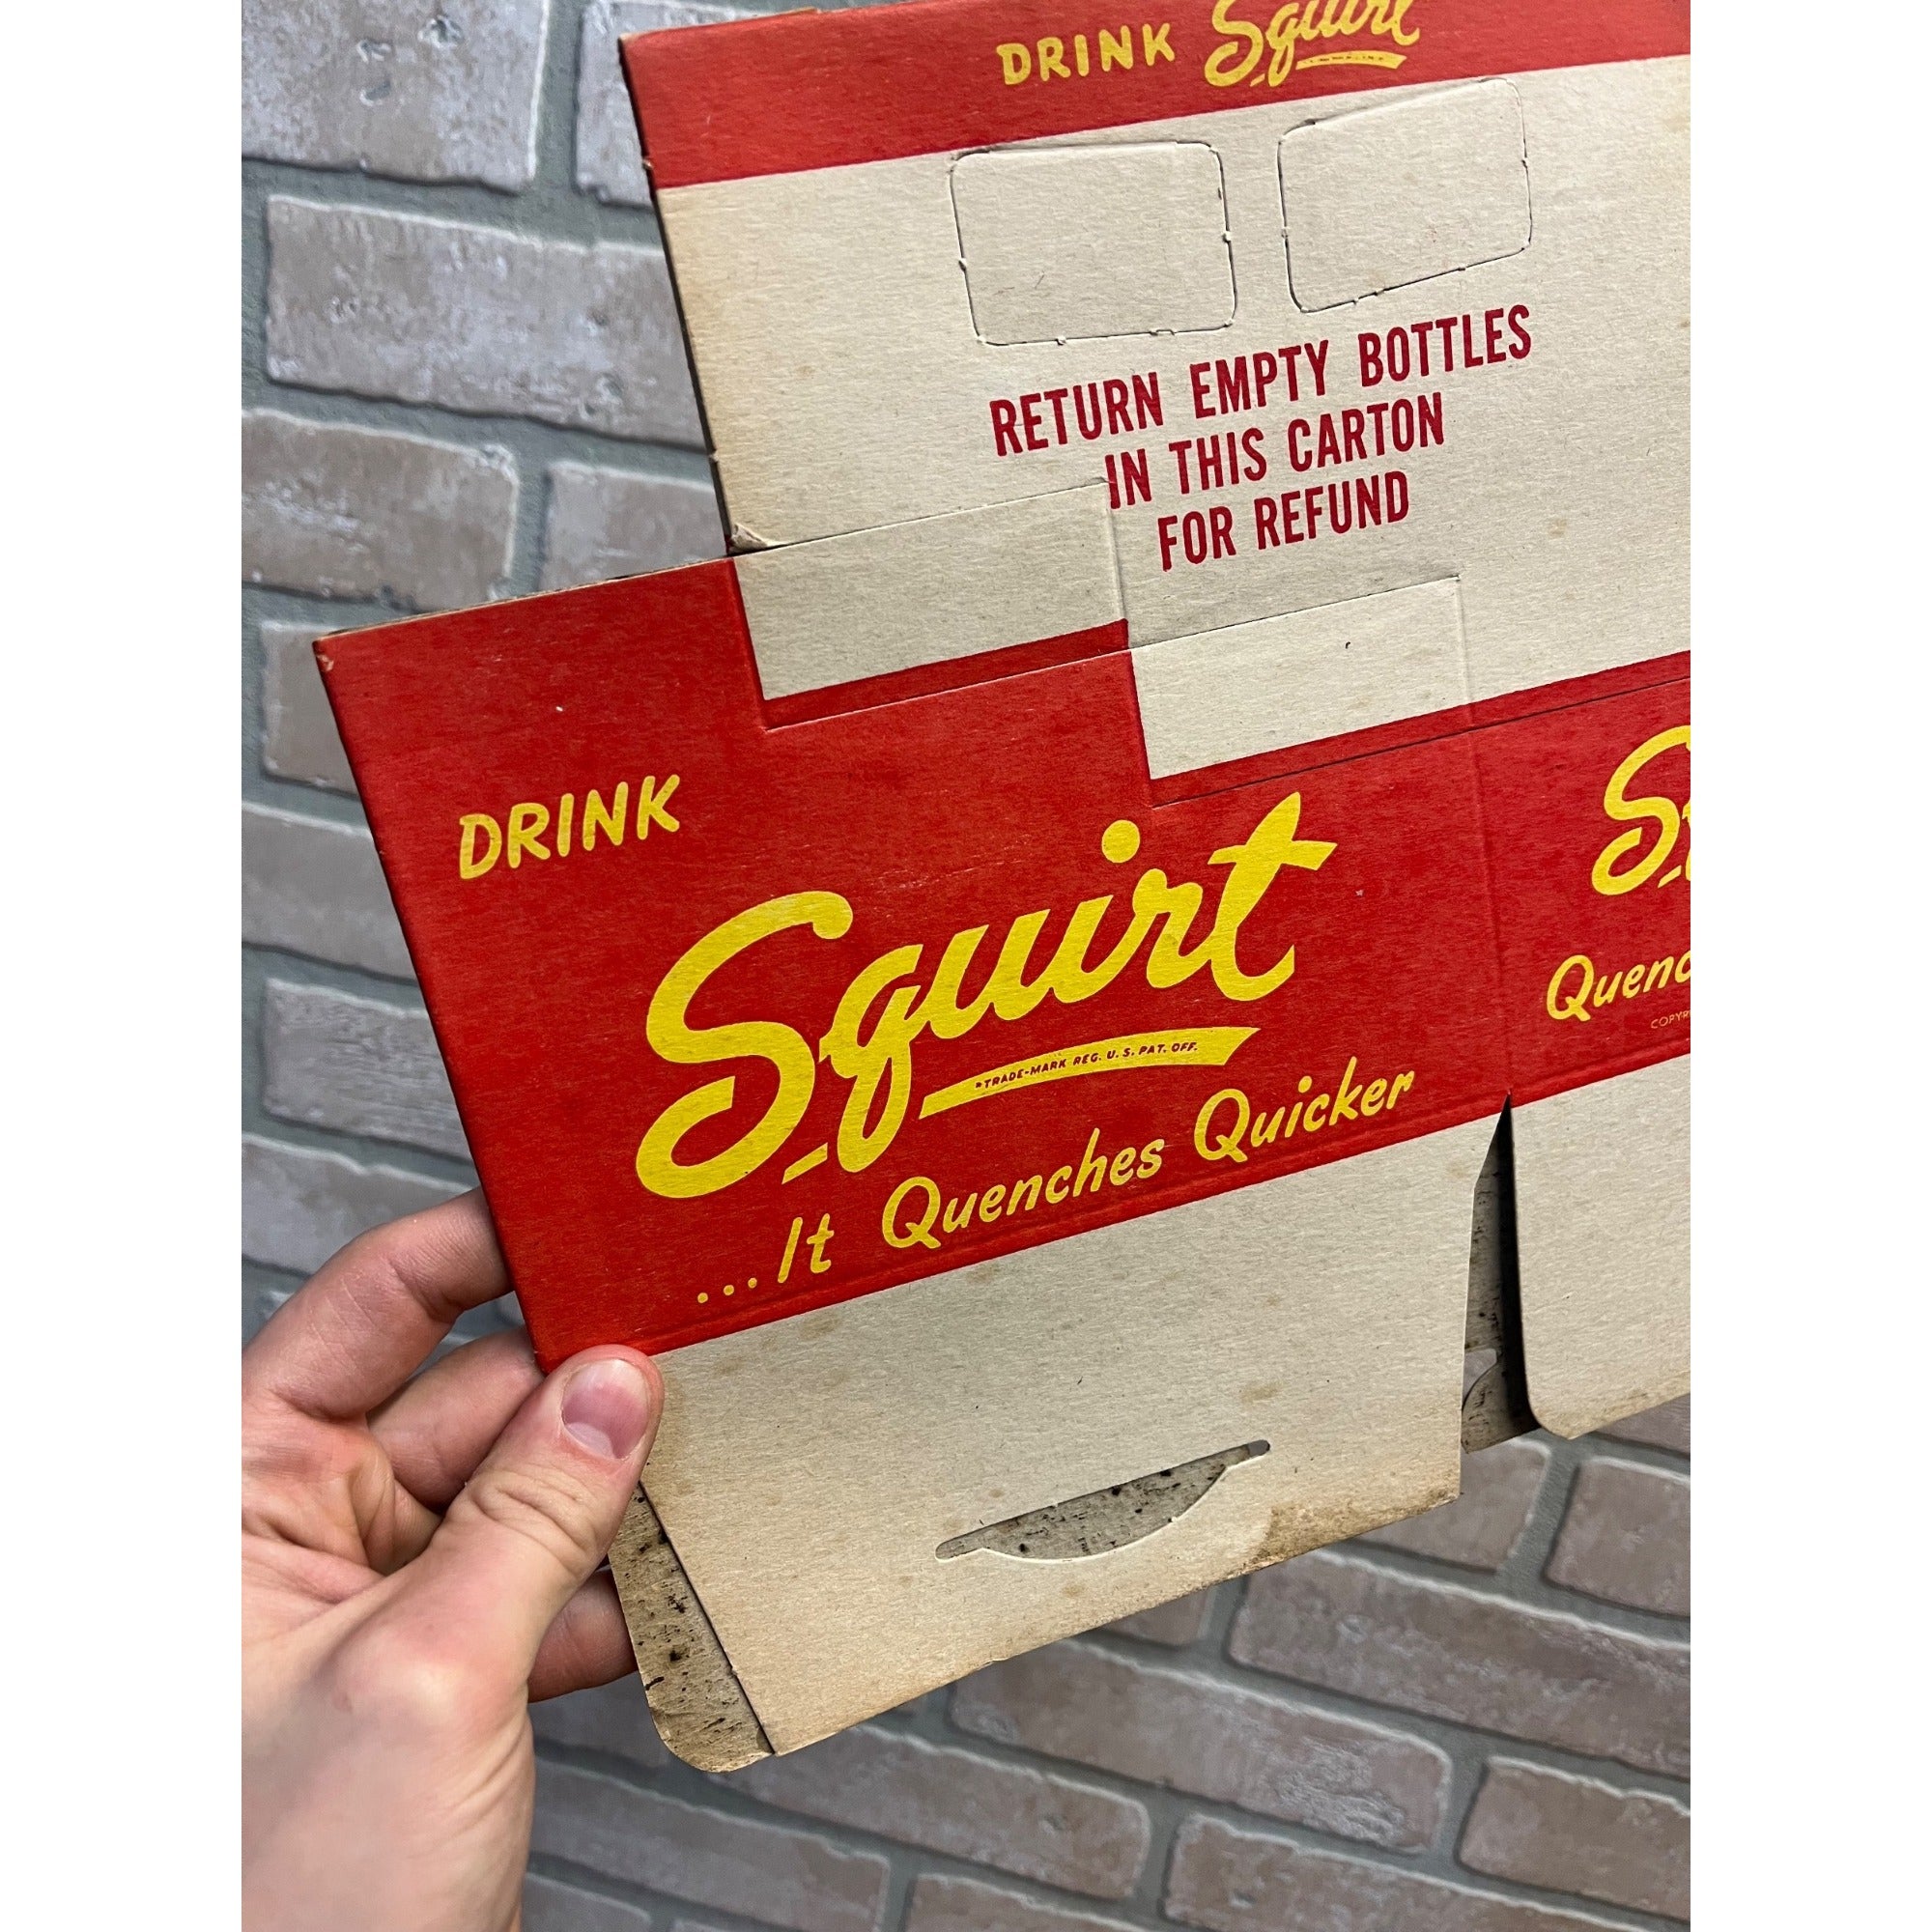 DRINK Squirt
RETURN EMPTY BOTTLES
IN THIS CARTON
FOR REFUND
DRINK
Squirt
TRADE-MARK REG. U.S. PAT. OFF.
...It Quenches Quicker